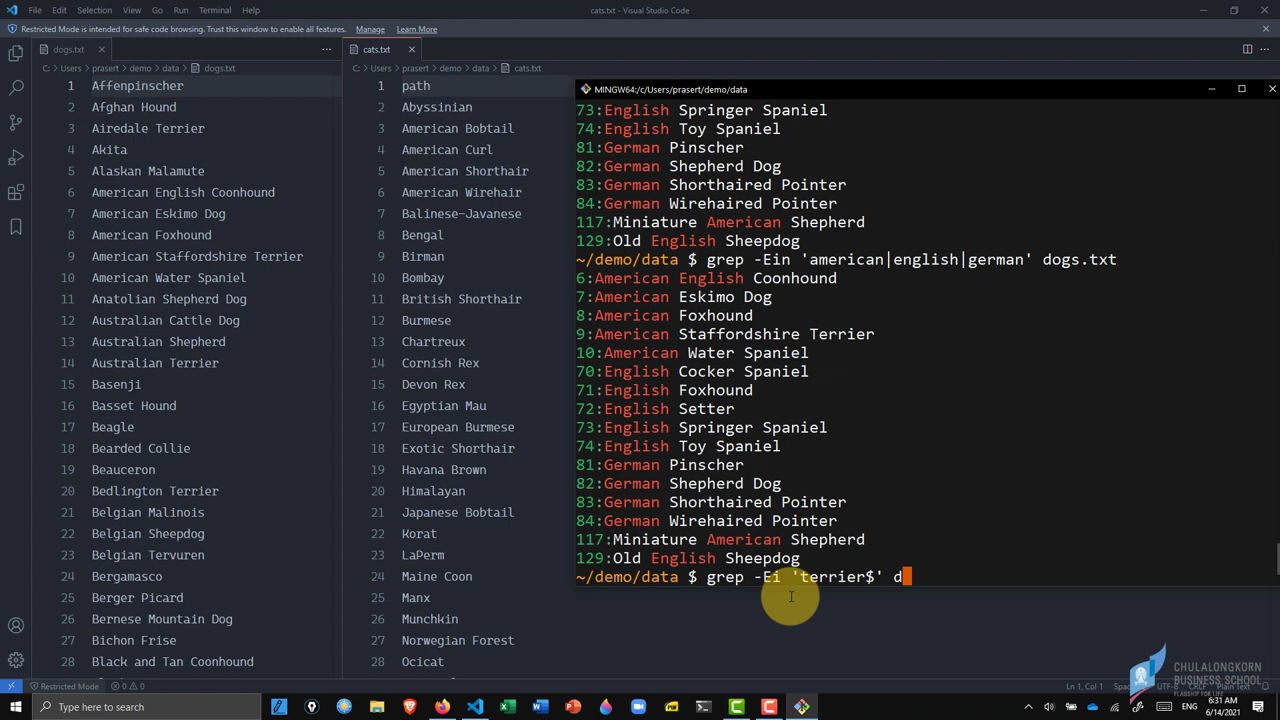 File Edit Selection View Go Run Terminal Help
cats.txt - Visual Studio Code
Restricted Mode is intended for safe code browsing. Trust this window to enable all features. Manage Learn More
dogs.txt
C: > Users > prasert > demo > data > dogs.txt
1 Affenpinscher
2 Afghan Hound
3 Airedale Terrier
4 Akita
5 Alaskan Malamute
6 American English Coonhound
7 American Eskimo Dog
8 American Foxhound
9 American Staffordshire Terrier
10 American Water Spaniel
11 Anatolian Shepherd Dog
12 Australian Cattle Dog
13 Australian Shepherd
14 Australian Terrier
15 Basenji
16 Basset Hound
17 Beagle
18 Bearded Collie
19 Beauceron
20 Bedlington Terrier
21 Belgian Malinois
22 Belgian Sheepdog
23 Belgian Tervuren
24 Bergamasco
25 Berger Picard
26 Bernese Mountain Dog
27 Bichon Frise
28 Black and Tan Coonhound
cats.txt
C: > Users > prasert > demo > data > cats.txt
1 path
2 Abyssinian
3 American Bobtail
4 American Curl
5 American Shorthair
6 American Wirehair
7 Balinese-Javanese
8 Bengal
9 Birman
10 Bombay
11 British Shorthair
12 Burmese
13 Chartreux
14 Cornish Rex
15 Devon Rex
16 Egyptian Mau
17 European Burmese
18 Exotic Shorthair
19 Havana Brown
20 Himalayan
21 Japanese Bobtail
22 Korat
23 LaPerm
24 Maine Coon
25 Manx
26 Munchkin
27 Norwegian Forest
28 Ocicat
MINGW64:/c/Users/prasert/demo/data
73:English Springer Spaniel
74:English Toy Spaniel
81:German Pinscher
82:German Shepherd Dog
83:German Shorthaired Pointer
84:German Wirehaired Pointer
117:Miniature American Shepherd
129:Old English Sheepdog
~/demo/data $ grep -Ein 'american|english|german' dogs.txt
6:American English Coonhound
7:American Eskimo Dog
8:American Foxhound
9:American Staffordshire Terrier
10:American Water Spaniel
70:English Cocker Spaniel
71:English Foxhound
72:English Setter
73:English Springer Spaniel
74:English Toy Spaniel
81:German Pinscher
82:German Shepherd Dog
83:German Shorthaired Pointer
84:German Wirehaired Pointer
117:Miniature American Shepherd
129:Old English Sheepdog
~/demo/data $ grep -Ei 'terrier$' d
CHULALONGKORN
BUSINESS SCHOOL
FLAGSHIP FOR LIFE
Restricted Mode 0 0
Ln 1, Col 1 UTF-8 CRLF Plain Text
Type here to search
ENG
6:31 AM
6/14/2021